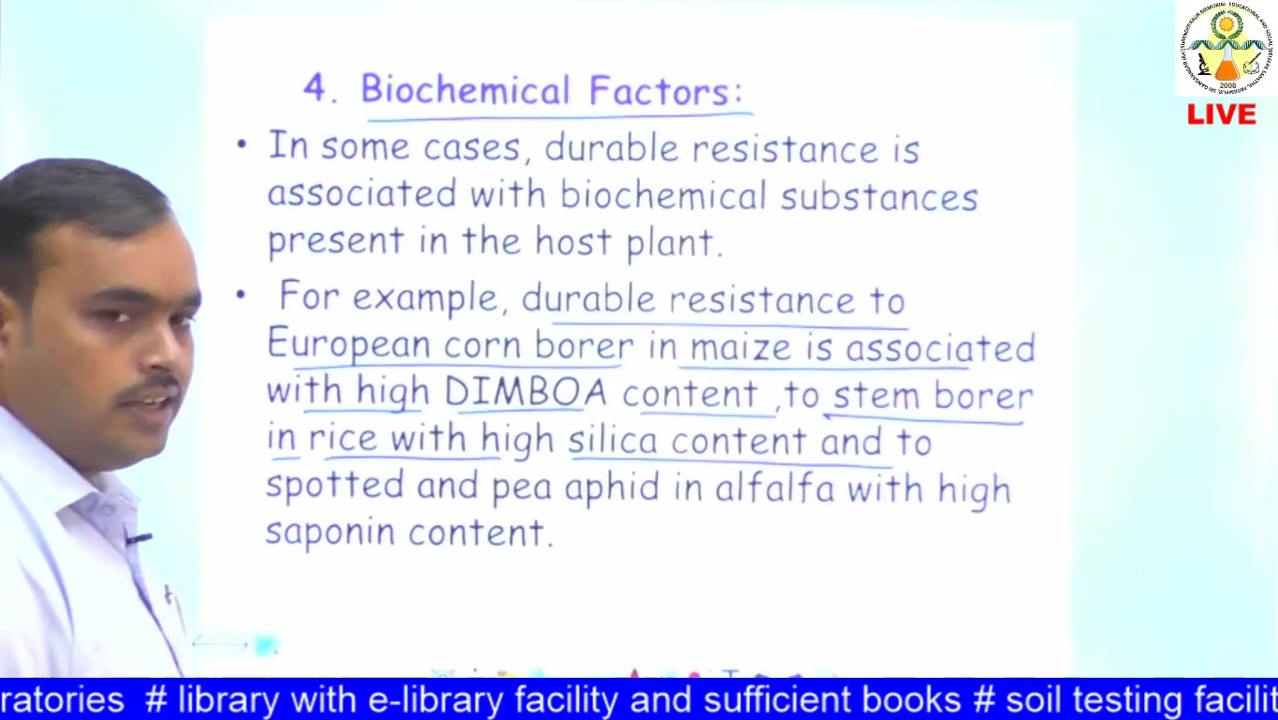 2008
LIVE
4. Biochemical Factors:
• In some cases, durable resistance is
associated with biochemical substances
present in the host plant.
• For example, durable resistance to
European corn borer in maize is associated
with high DIMBOA content ,to stem borer
in rice with high silica content and to
spotted and pea aphid in alfalfa with high
saponin content.
ratories # library with e-library facility and sufficient books # soil testing facilit